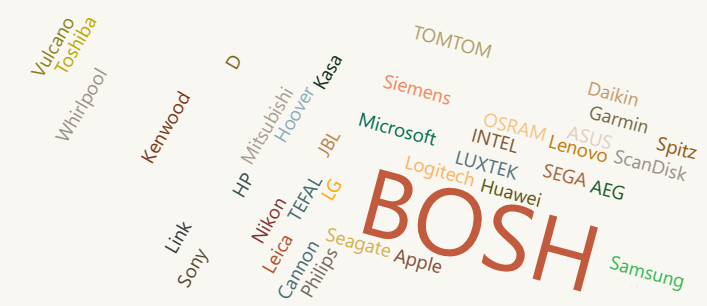 Vulcano
Toshiba
Whirlpool
Kenwood
D
Mitsubishi
Hoover
Kasa
HP
JBL
TOMTOM
Siemens
Microsoft
Daikin
Garmin
OSRAM
INTEL
ASUS
Lenovo
Spitz
ScanDisk
LUXTEK
Logitech
Huawei
SEGA
AEG
TEFAL
LG
Nikon
Link
Sony
Leica
Cannon
Philips
Seagate
Apple
BOSH
Samsung